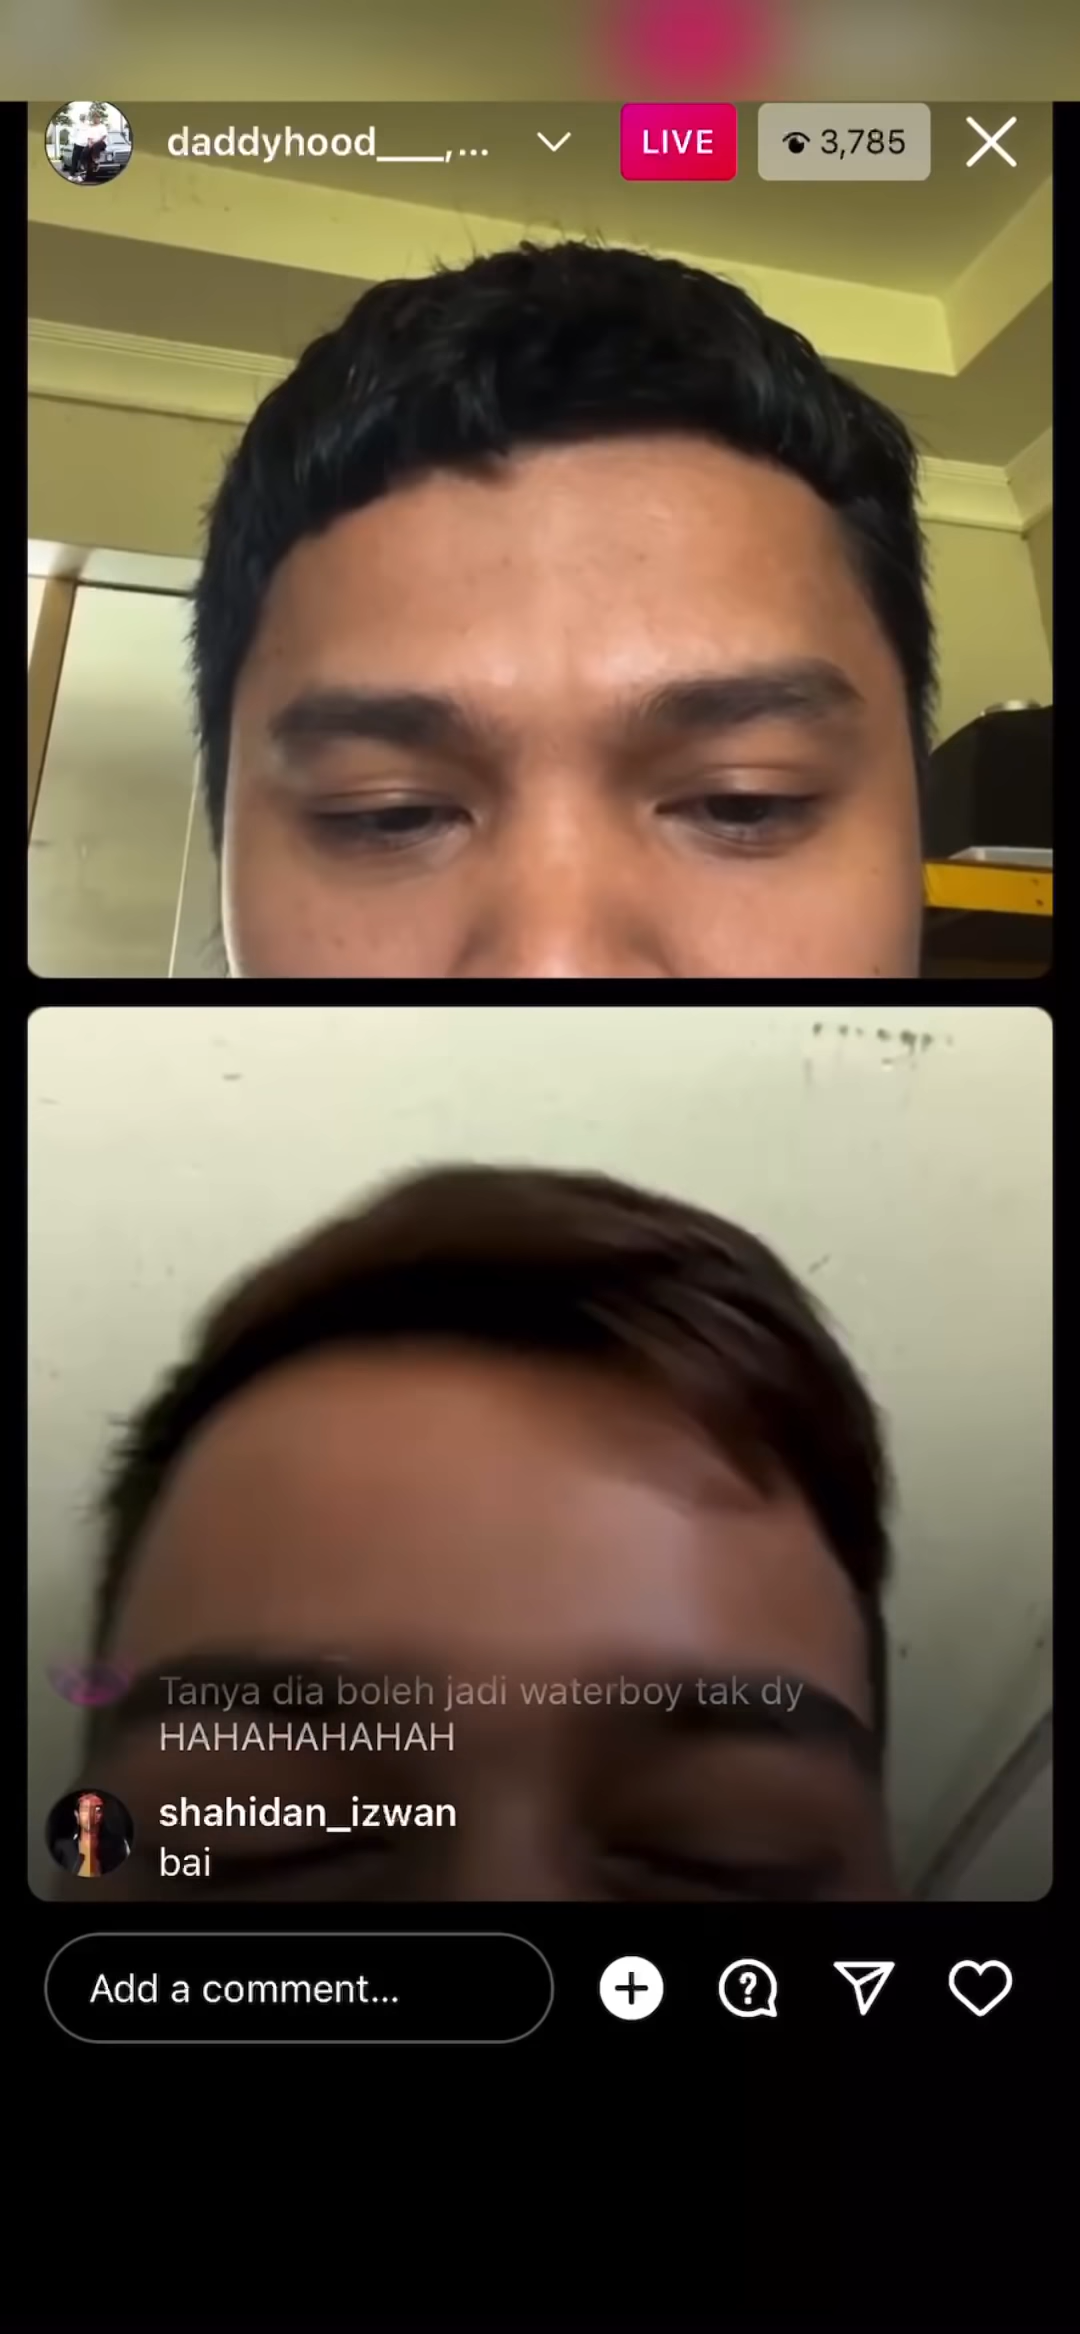 daddyhood___,...
LIVE
3,785
Tanya dia boleh jadi waterboy tak dy
HAHAHAHAHAH
shahidan_izwan
bai
Add a comment...